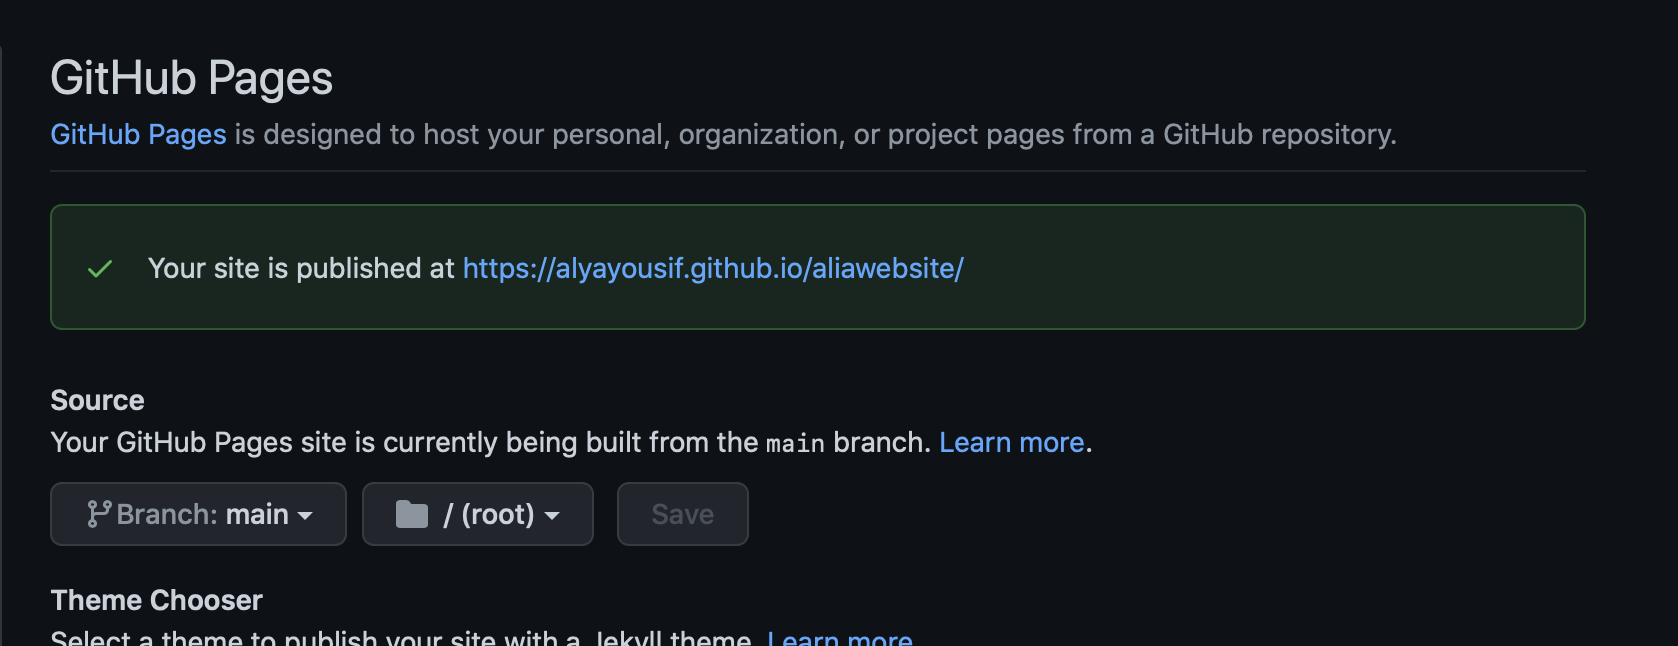 GitHub Pages
GitHub Pages is designed to host your personal, organization, or project pages from a GitHub repository.
Your site is published at https://alyayousif.github.io/aliawebsite/
Source
Your GitHub Pages site is currently being built from the main branch. Learn more.
Branch: main
/ (root)
Save
Theme Chooser
Select a theme to publish your site with a Jekyll theme. Learn more